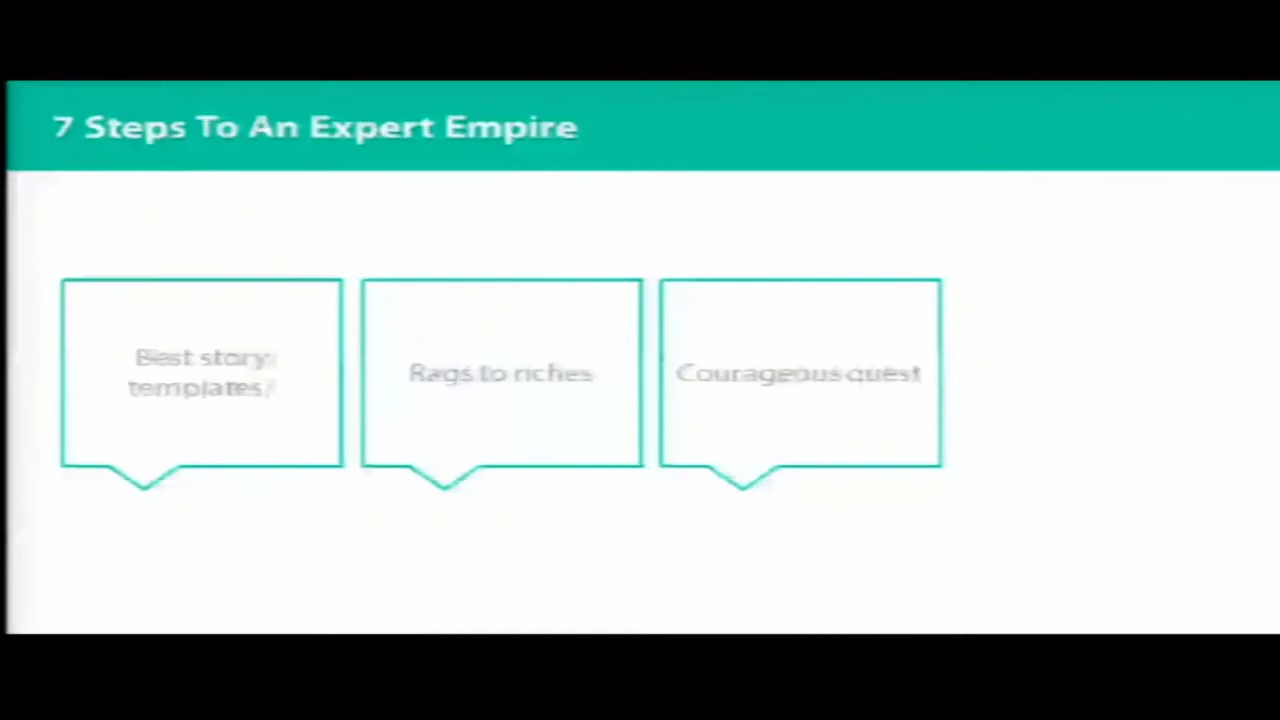 7 Steps To An Expert Empire
Best story
templates
Rags to riches
Courageous quest